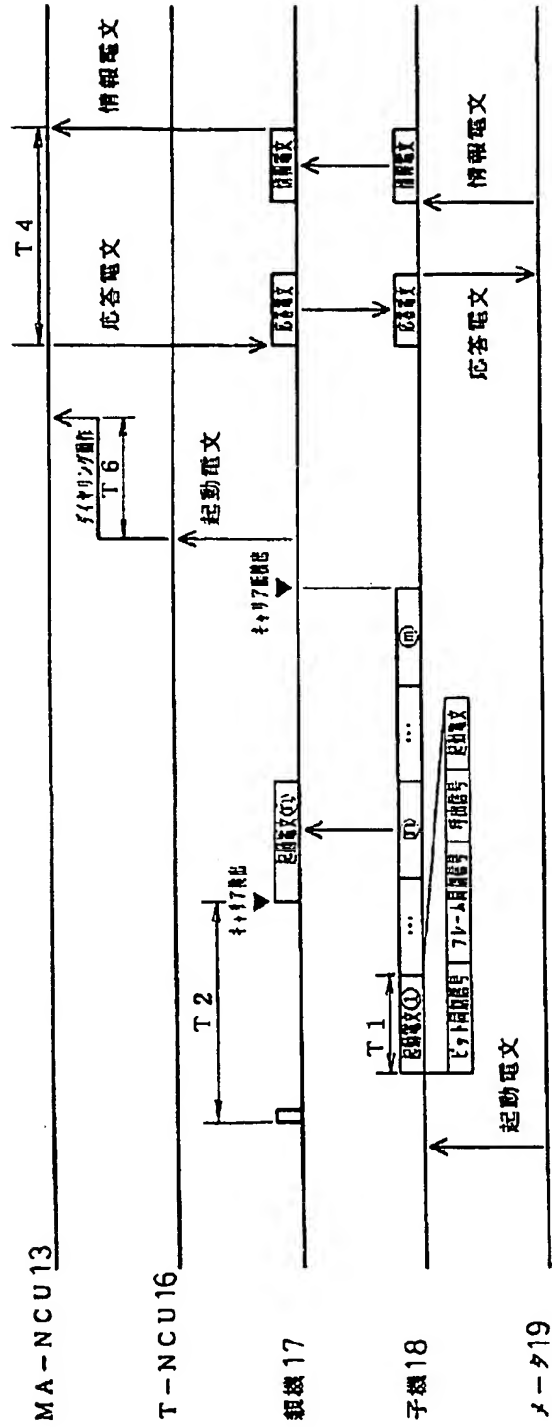 MA-NCU13
T-NCU16
親機17
子機18
メータ19
T4
応答電文
情報電文
ダイヤリング動作
T6
起動電文
キャリア検出
キャリア無検出
T2
起動電文(n)
応答電文
情報電文
T1
起動電文(1)
…
(n)
…
(m)
応答電文
情報電文
ビット同期信号
フレーム同期信号
呼出信号
起動電文
起動電文
応答電文
情報電文